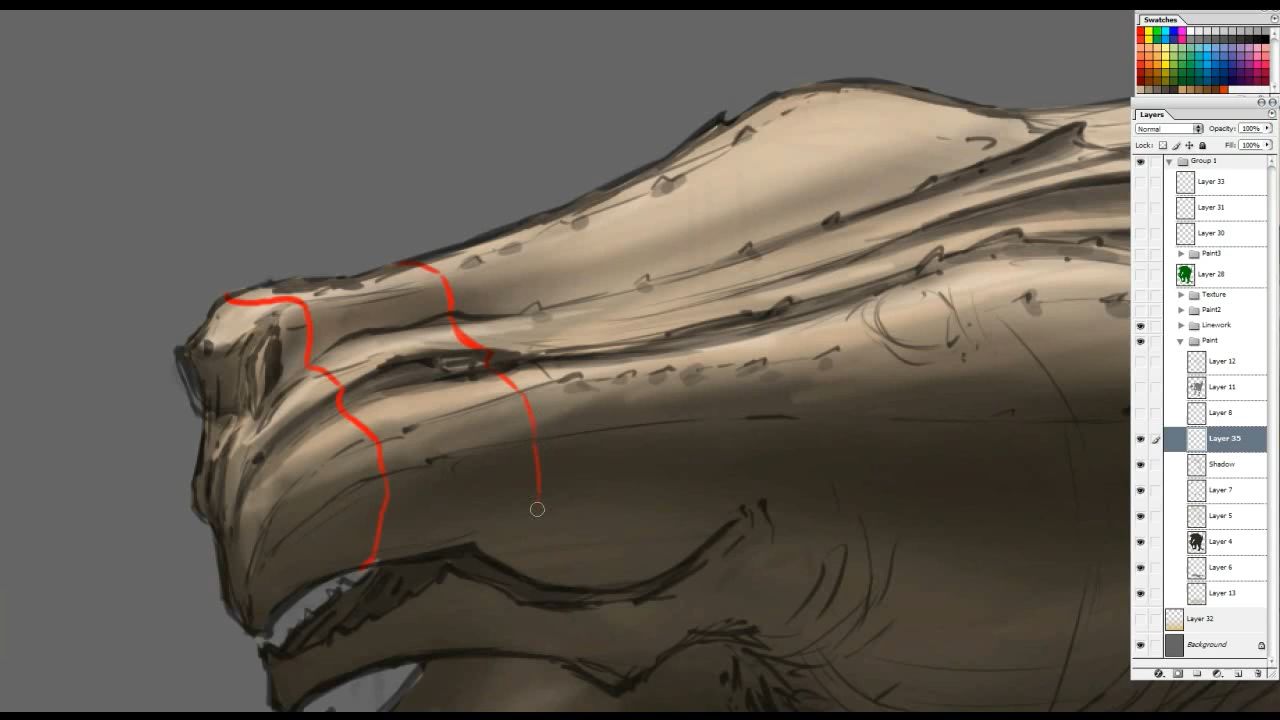 Swatches
Layers
Normal Opacity: 100%
Lock: Fill: 100%
Group 1
Layer 33
Layer 31
Layer 30
Paint3
Layer 28
Texture
Paint2
Linework
Paint
Layer 12
Layer 11
Layer 8
Layer 35
Shadow
Layer 7
Layer 5
Layer 4
Layer 6
Layer 13
Layer 32
Background